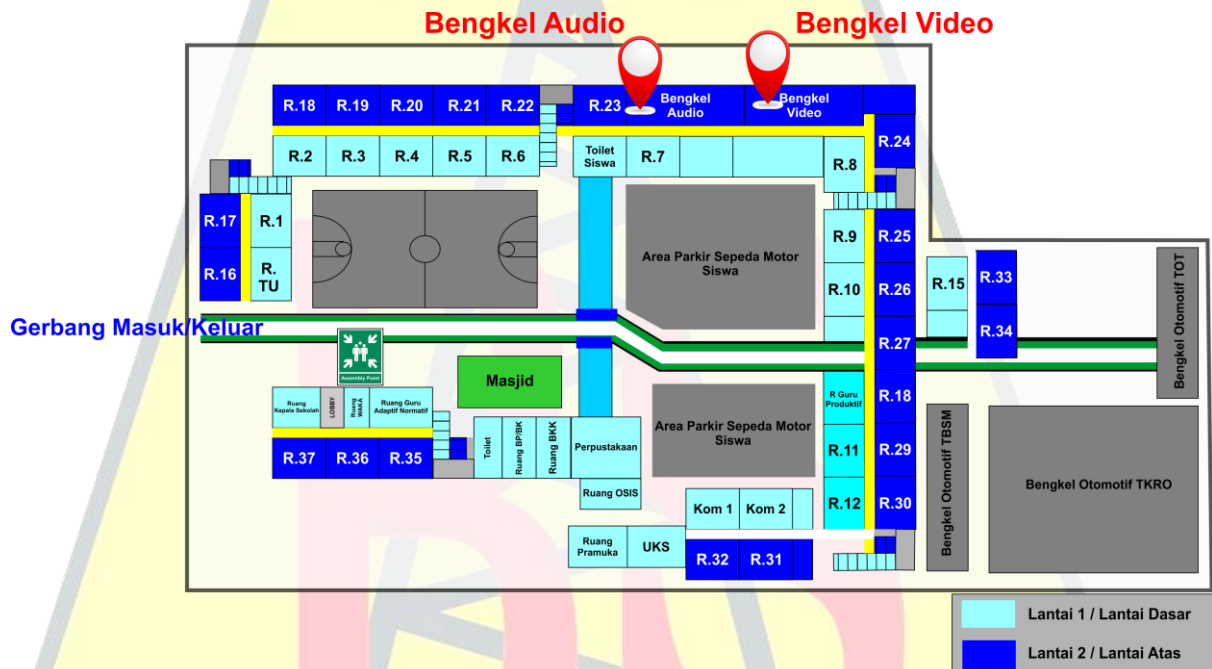 Bengkel Audio
Bengkel Video
R.18
R.19
R.20
R.21
R.22
R.23
Bengkel
Audio
Bengkel
Video
R.24
R.2
R.3
R.4
R.5
R.6
Toilet
Siswa
R.7
R.8
R.17
R.1
R.16
R.
TU
R.9
R.25
Area Parkir Sepeda Motor
Siswa
R.10
R.26
R.15
R.33
R.34
Bengkel Otomotif TOT
Gerbang Masuk/Keluar
R.27
Assembly Point
Masjid
Ruang
Kepala Sekolah
LOBBY
Ruang
WAKA
Ruang Guru
Adaptif Normatif
R Guru
Produktif
R.18
Area Parkir Sepeda Motor
Siswa
R.37
R.36
R.35
Toilet
Ruang BP/BK
Ruang BKK
Perpustakaan
R.11
R.29
Ruang OSIS
R.12
R.30
Kom 1
Kom 2
Bengkel Otomotif TBSM
Bengkel Otomotif TKRO
Ruang
Pramuka
UKS
R.32
R.31
Lantai 1 / Lantai Dasar
Lantai 2 / Lantai Atas